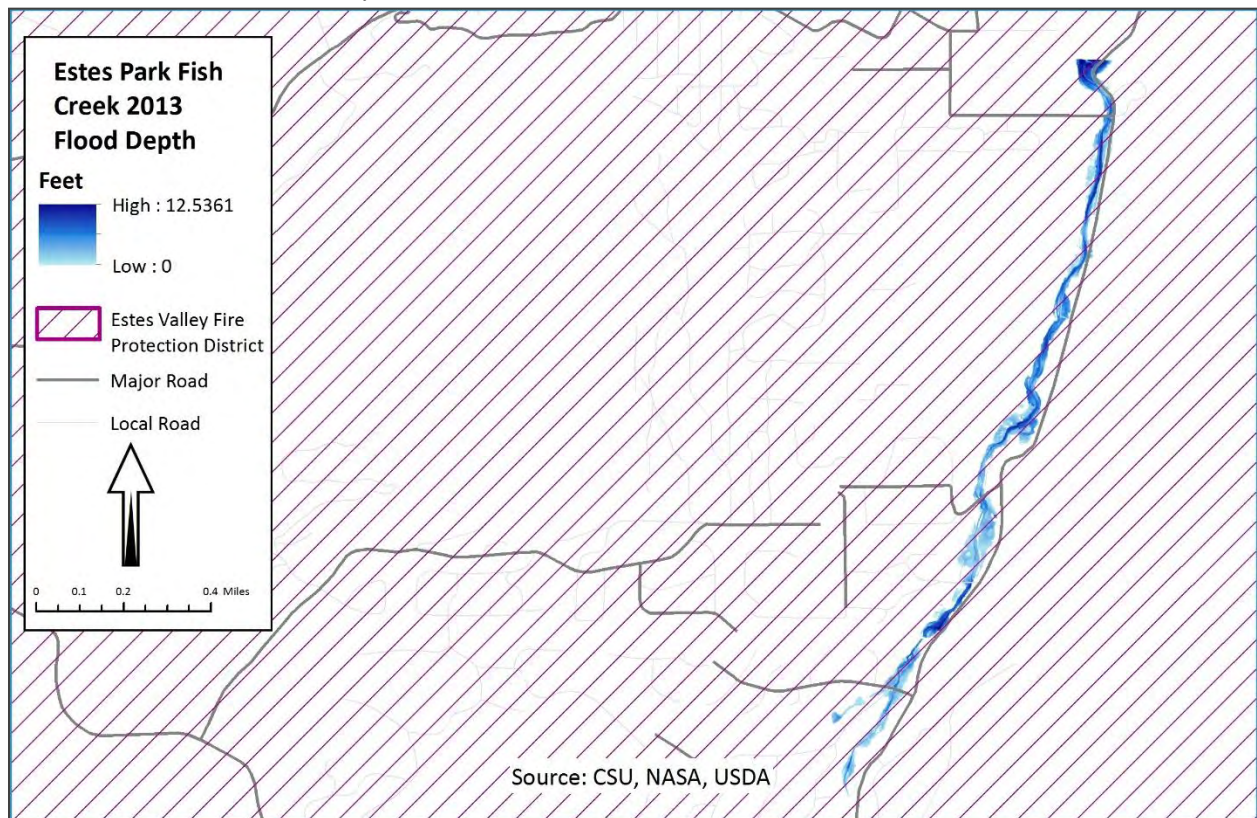 Estes Park Fish
Creek 2013
Flood Depth
Feet
High : 12.5361
Low : 0
Estes Valley Fire
Protection District
Major Road
Local Road
0 0.1 0.2 0.4 Miles
Source: CSU, NASA, USDA